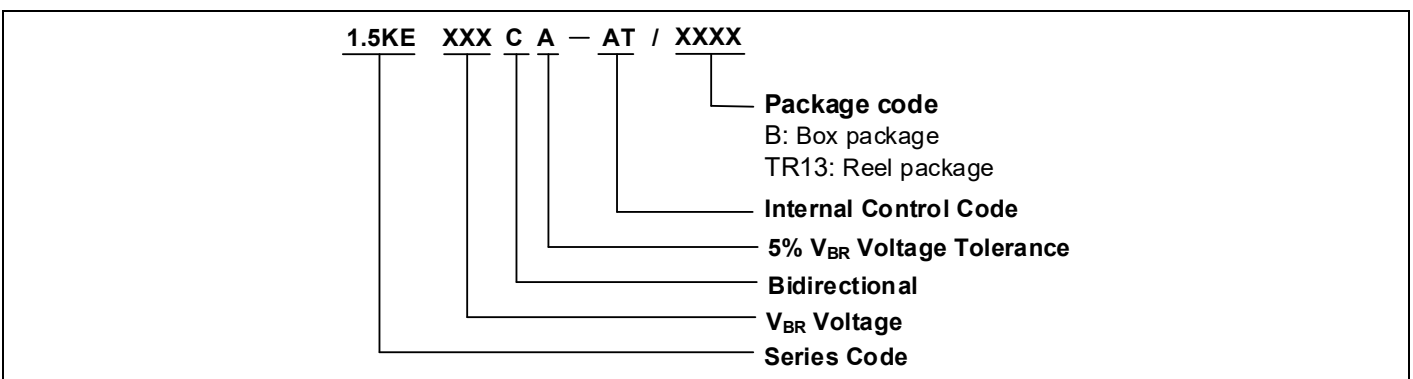 1.5KE XXX C A — AT / XXXX
Package code
B: Box package
TR13: Reel package
Internal Control Code
5% VBR Voltage Tolerance
Bidirectional
VBR Voltage
Series Code